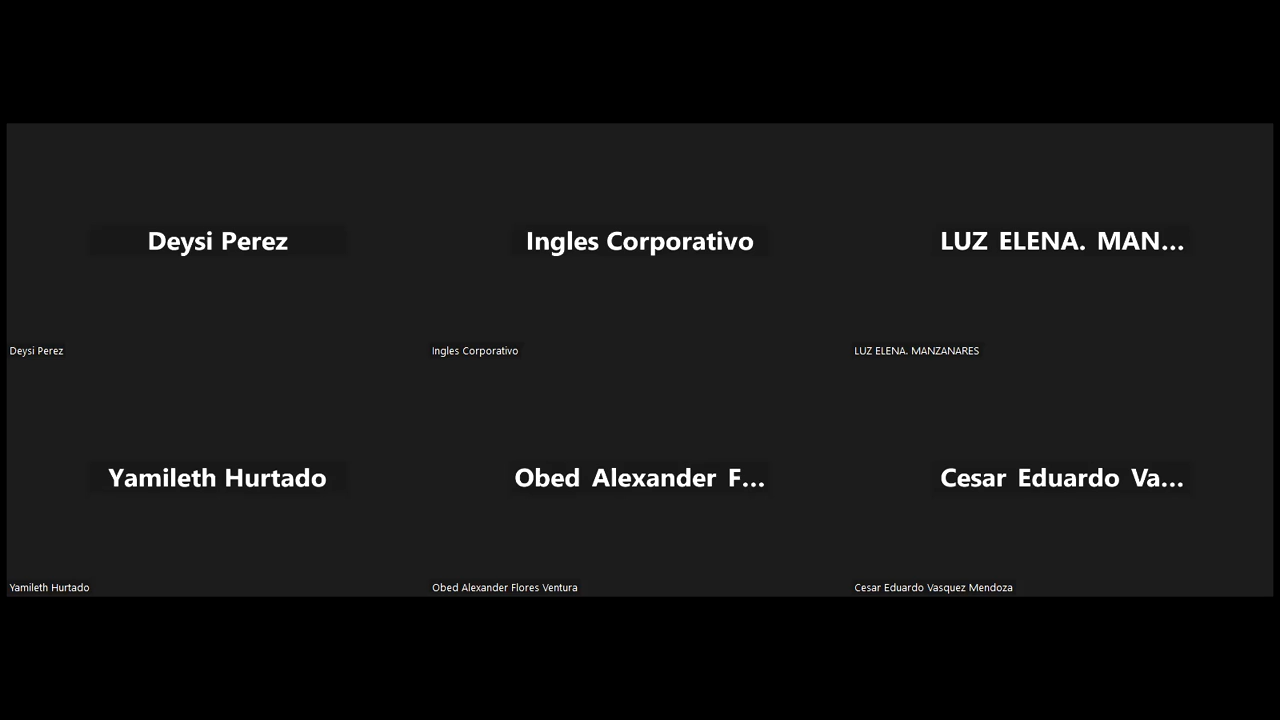 Deysi Perez
Ingles Corporativo
LUZ ELENA. MAN...
Deysi Perez
Ingles Corporativo
LUZ ELENA. MANZANARES
Yamileth Hurtado
Obed Alexander F...
Cesar Eduardo Va...
Yamileth Hurtado
Obed Alexander Flores Ventura
Cesar Eduardo Vasquez Mendoza